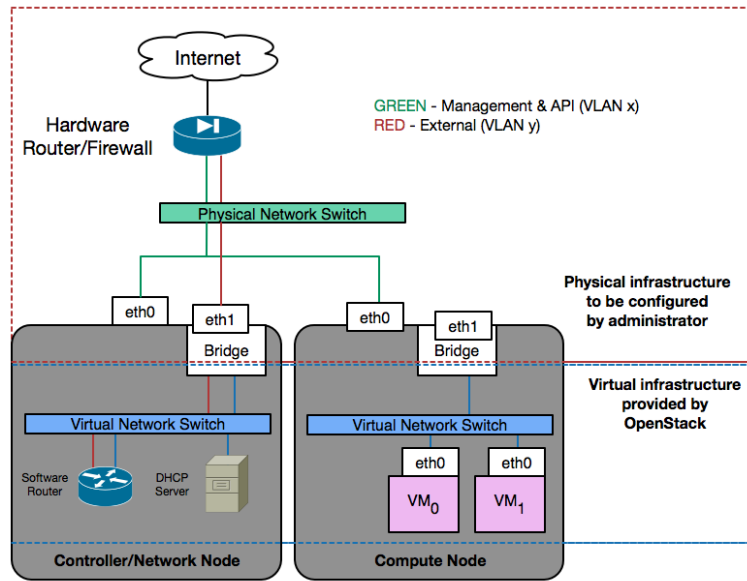 Internet
Hardware
Router/Firewall
GREEN - Management & API (VLAN x)
RED - External (VLAN y)
Physical Network Switch
Physical infrastructure
to be configured
by administrator
eth0
eth1
Bridge
eth0
eth1
Bridge
Virtual infrastructure
provided by
OpenStack
Virtual Network Switch
Virtual Network Switch
Software
Router
DHCP
Server
eth0
eth0
VM0
VM1
Controller/Network Node
Compute Node